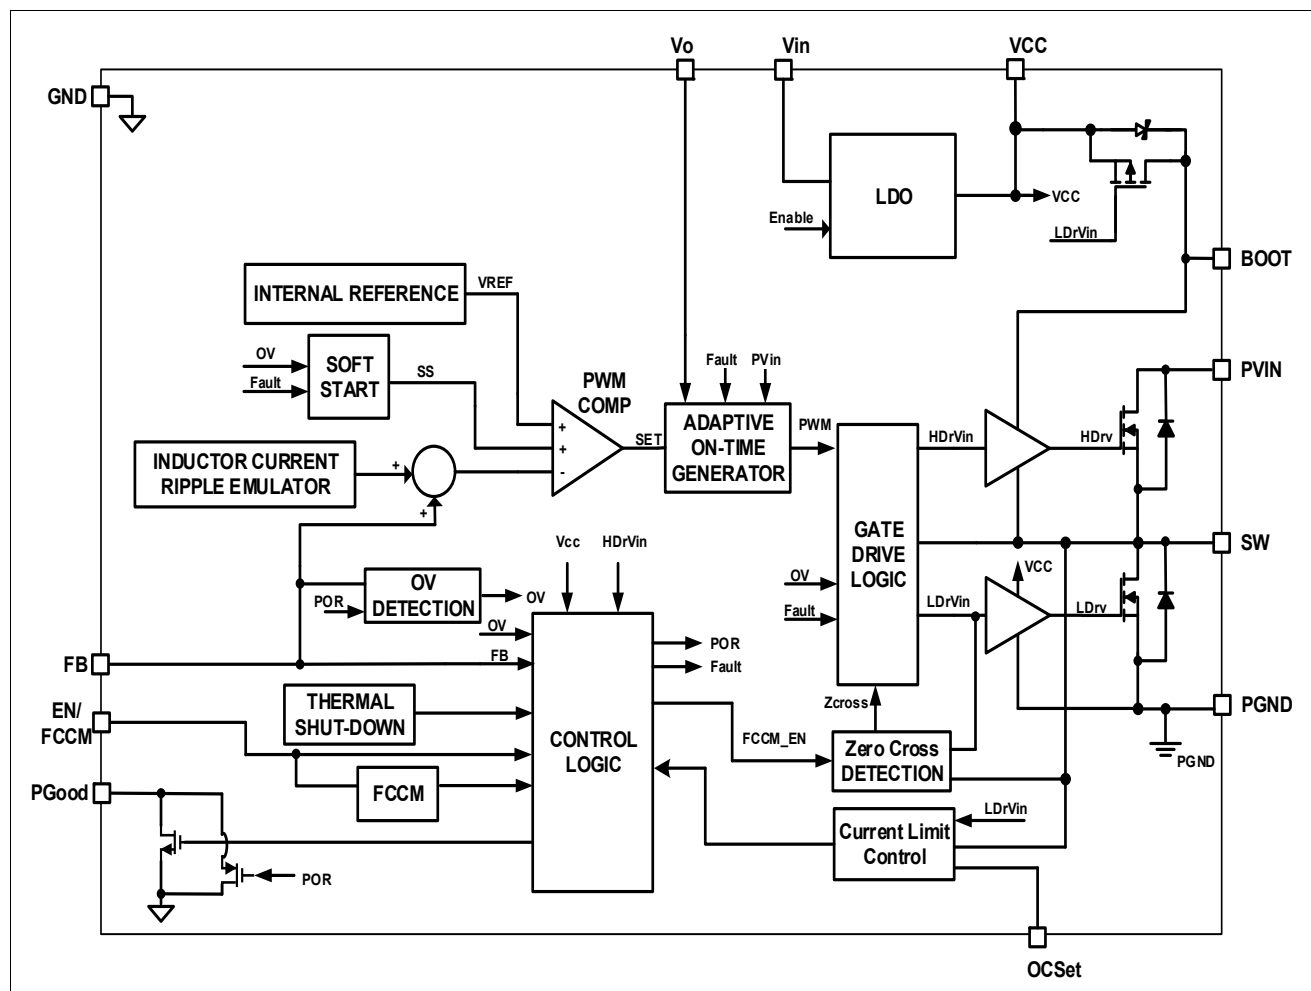 Vo
Vin
VCC
GND
LDO
VCC
Enable
LDrVin
BOOT
INTERNAL REFERENCE
VREF
OV
Fault
SOFT
START
SS
PWM
COMP
+
+
-
SET
Fault
PVin
ADAPTIVE
ON-TIME
GENERATOR
PWM
HDrVin
HDrv
PVIN
INDUCTOR CURRENT
RIPPLE EMULATOR
+
+
GATE
DRIVE
LOGIC
OV
Fault
SW
VCC
LDrVin
LDrv
Vcc
HDrVin
POR
OV
DETECTION
OV
OV
FB
FB
POR
Fault
THERMAL
SHUT-DOWN
EN/
FCCM
CONTROL
LOGIC
FCCM_EN
Zcross
Zero Cross
DETECTION
PGND
PGND
FCCM
PGood
POR
Current Limit
Control
LDrVin
OCSet